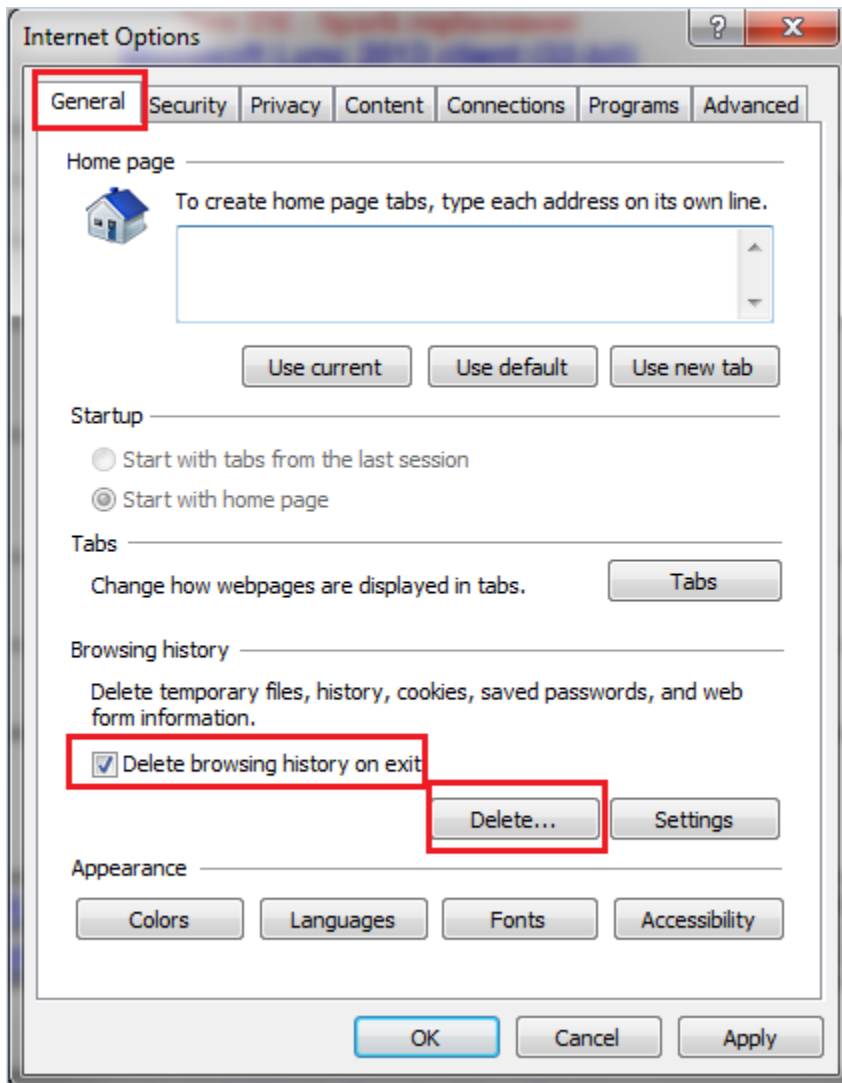 Internet Options
General Security Privacy Content Connections Programs Advanced
Home page
To create home page tabs, type each address on its own line.
Use current Use default Use new tab
Startup
Start with tabs from the last session
Start with home page
Tabs
Change how webpages are displayed in tabs. Tabs
Browsing history
Delete temporary files, history, cookies, saved passwords, and web
form information.
Delete browsing history on exit
Delete... Settings
Appearance
Colors Languages Fonts Accessibility
OK Cancel Apply